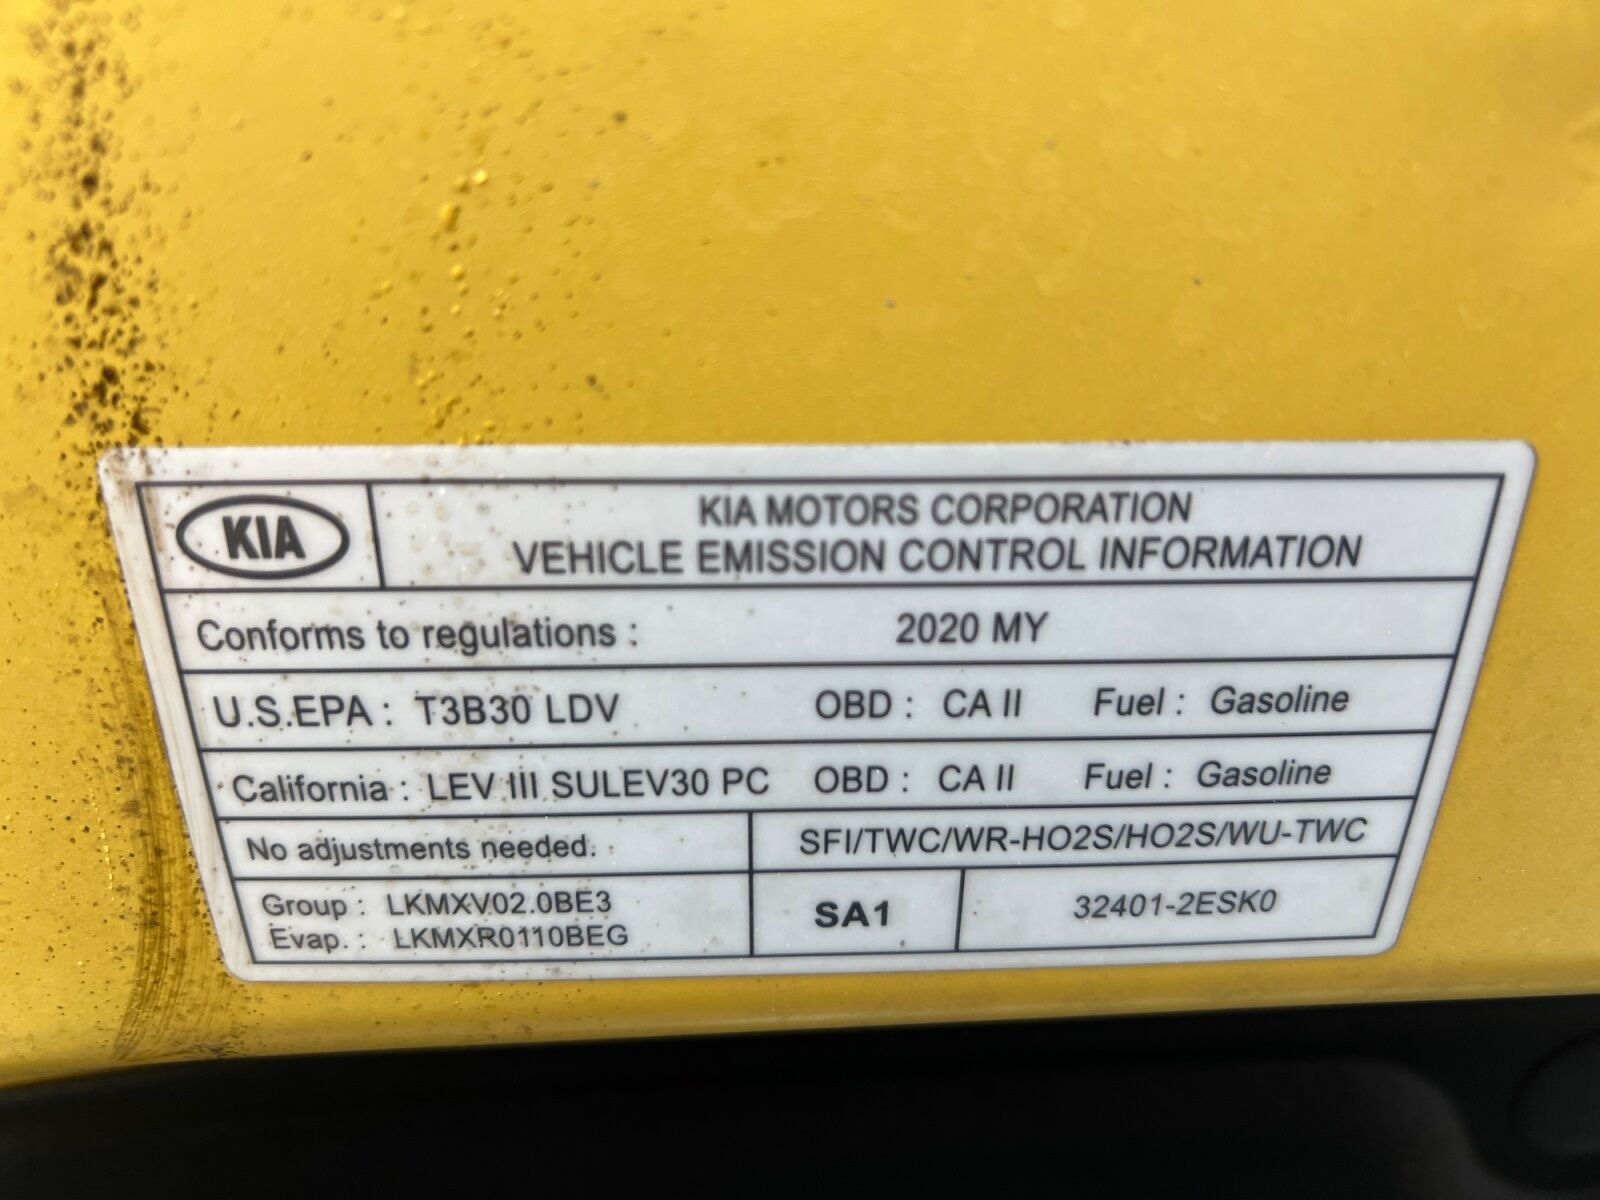 KIA
KIA MOTORS CORPORATION
VEHICLE EMISSION CONTROL INFORMATION
Conforms to regulations : 2020 MY
U.S.EPA : T3B30 LDV OBD : CA II Fuel : Gasoline
California : LEV III SULEV30 PC OBD : CA II Fuel : Gasoline
No adjustments needed. SFI/TWC/WR-HO2S/HO2S/WU-TWC
Group : LKMXV02.0BE3
Evap. : LKMXR0110BEG
SA1
32401-2ESK0